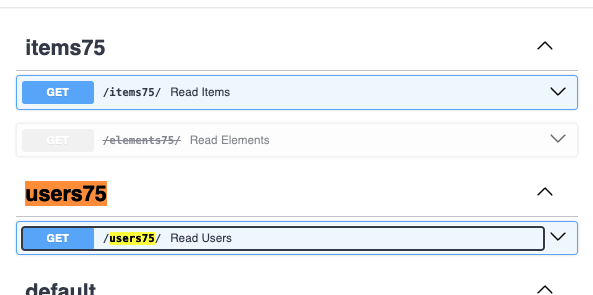 items75
GET /items75/ Read Items
GET /elements75/ Read Elements
users75
GET /users75/ Read Users
default